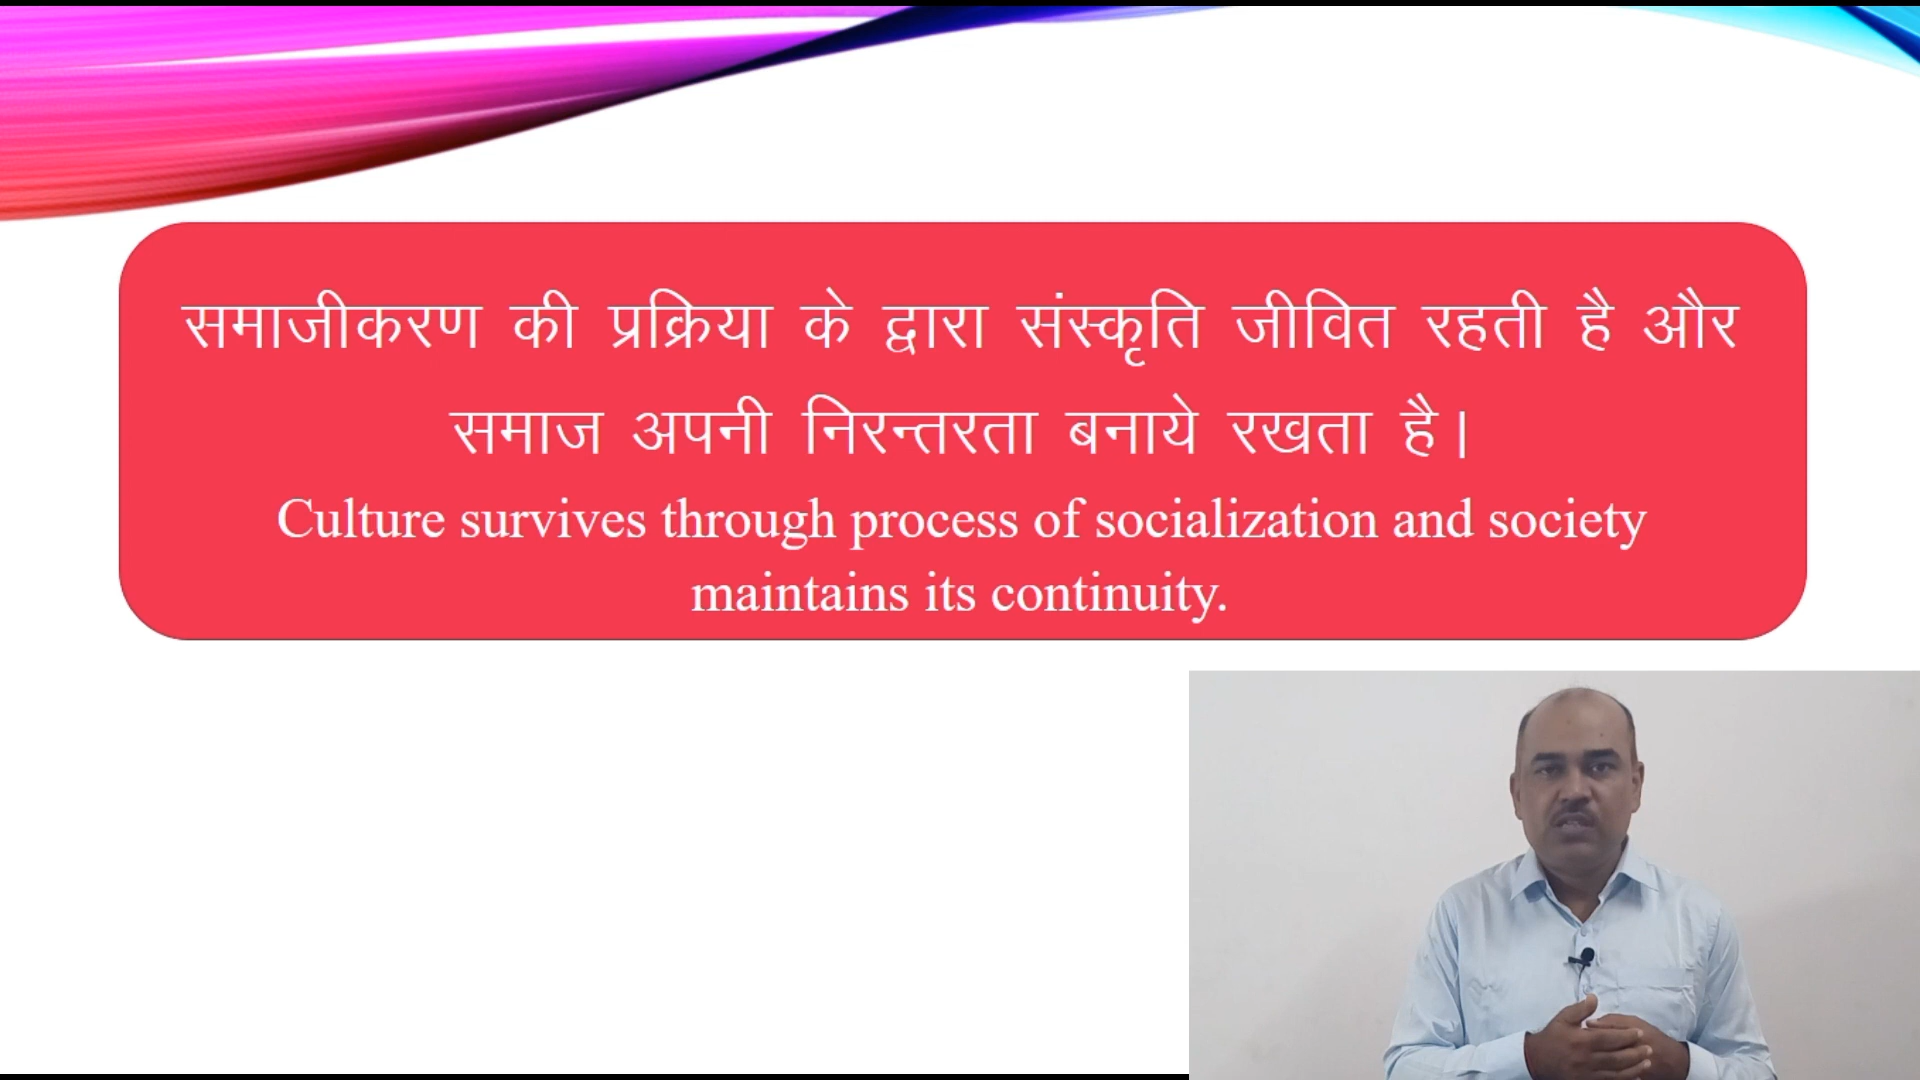 समाजीकरण की प्रक्रिया के द्वारा संस्कृति जीवित रहती है और
समाज अपनी निरन्तरता बनाये रखता है।
Culture survives through process of socialization and society
maintains its continuity.